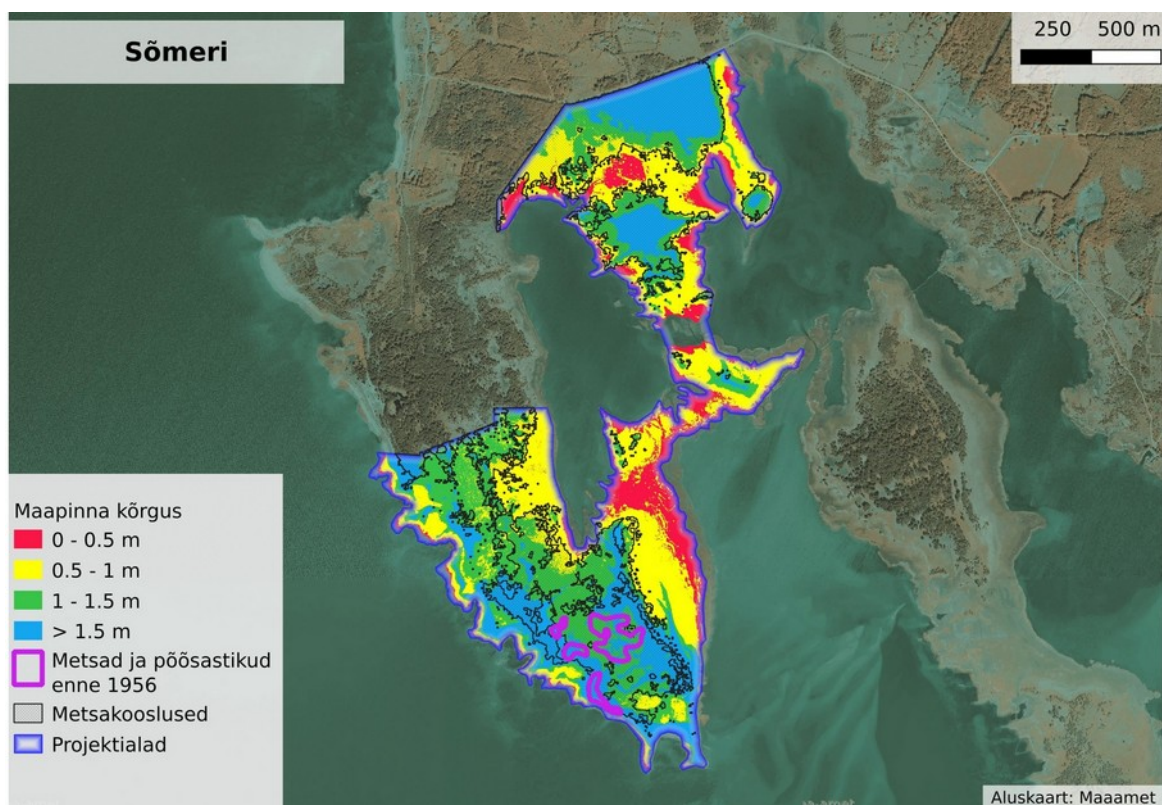 Sõmeri
250 500 m
Maapinna kõrgus
0 - 0.5 m
0.5 - 1 m
1 - 1.5 m
> 1.5 m
Metsad ja põõsastikud
enne 1956
Metsakooslused
Projektialad
Aluskaart: Maaamet